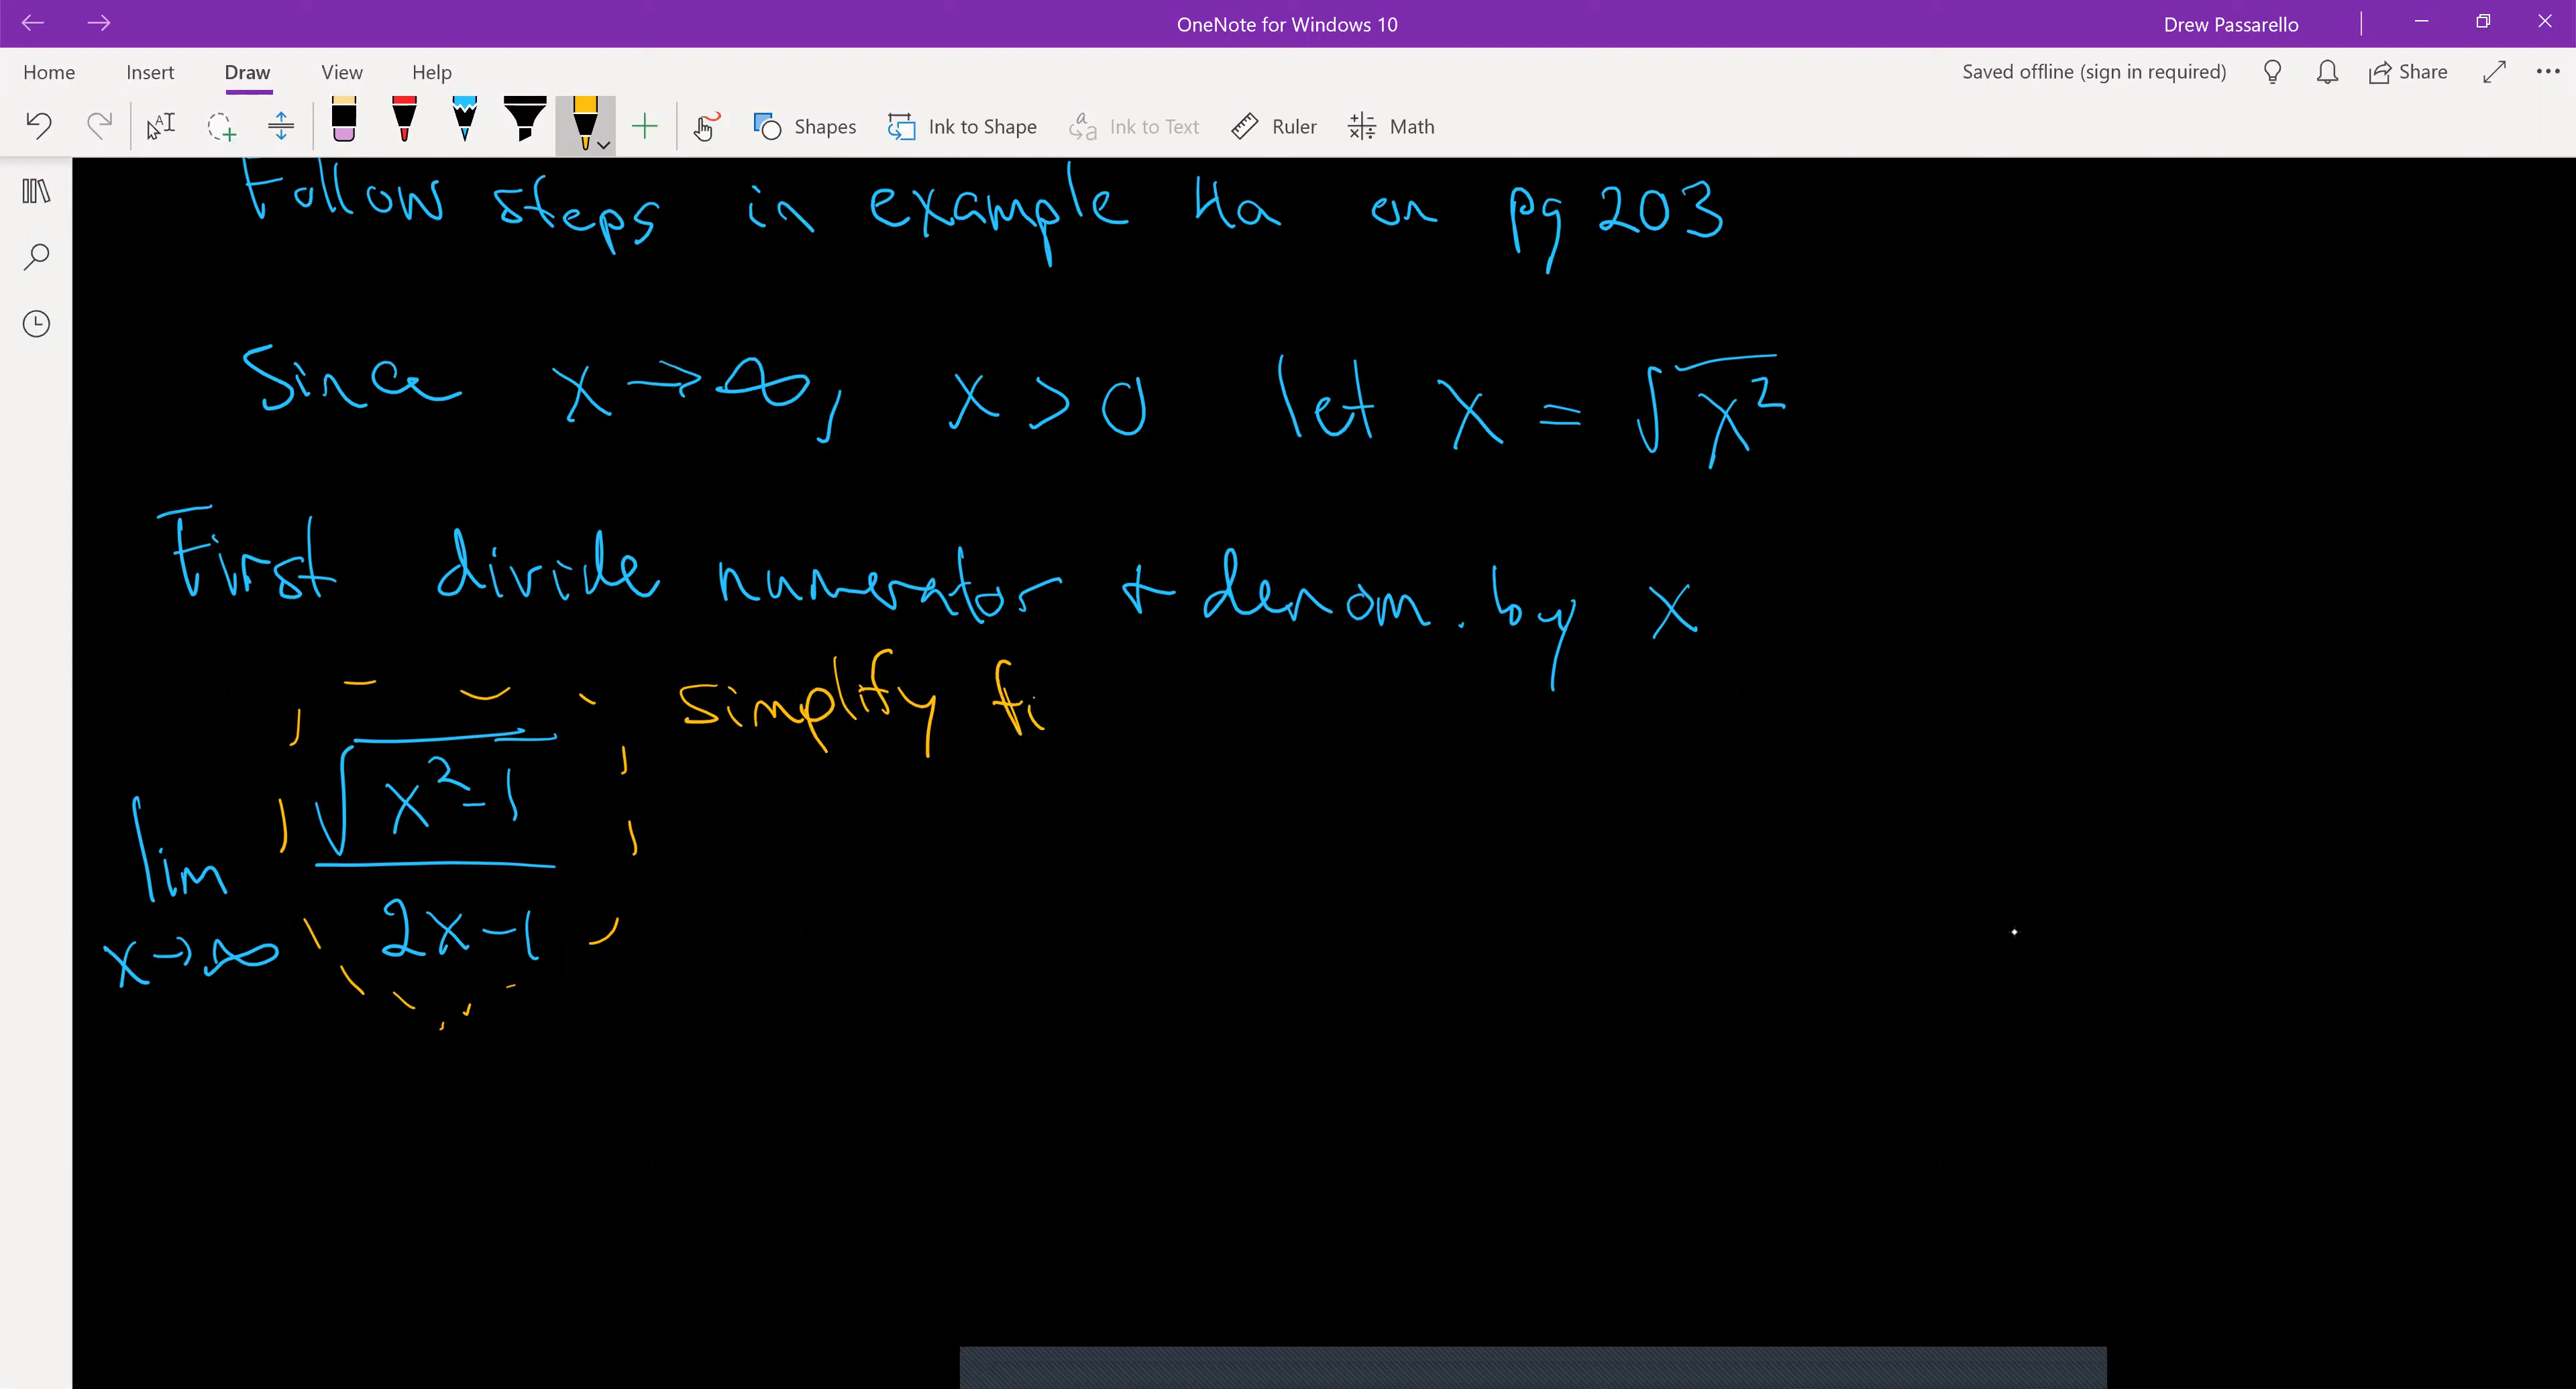 OneNote for Windows 10
Drew Passarello
Home Insert Draw View Help
Saved offline (sign in required) Share
Shapes Ink to Shape Ink to Text Ruler Math
Follow steps in example 4a on pg 203
Since x→∞, x > 0 let x = √x²
First divide numerator + denom. by x
simplify fi
lim x→∞ √(x²-1) / (2x-1)